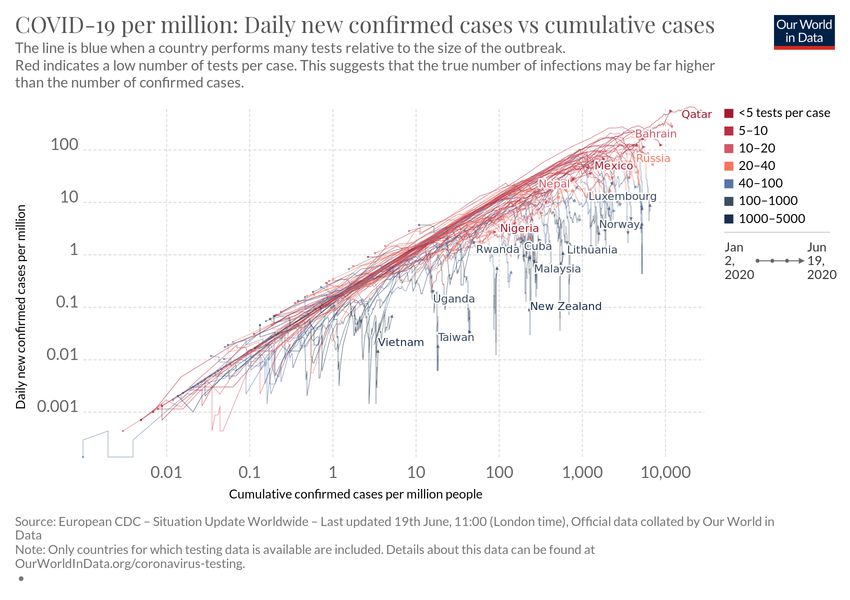 COVID-19 per million: Daily new confirmed cases vs cumulative cases
Our World
in Data
The line is blue when a country performs many tests relative to the size of the outbreak.
Red indicates a low number of tests per case. This suggests that the true number of infections may be far higher
than the number of confirmed cases.
Daily new confirmed cases per million
100
10
1
0.1
0.01
0.001
Qatar
Bahrain
Russia
Mexico
Nepal
Luxembourg
Norway
Nigeria
Rwanda
Cuba
Lithuania
Malaysia
Uganda
New Zealand
Vietnam
Taiwan
<5 tests per case
5–10
10–20
20–40
40–100
100–1000
1000–5000
Jan
2,
2020
Jun
19,
2020
0.01
0.1
1
10
100
1,000
10,000
Cumulative confirmed cases per million people
Source: European CDC – Situation Update Worldwide – Last updated 19th June, 11:00 (London time), Official data collated by Our World in
Data
Note: Only countries for which testing data is available are included. Details about this data can be found at
OurWorldInData.org/coronavirus-testing.